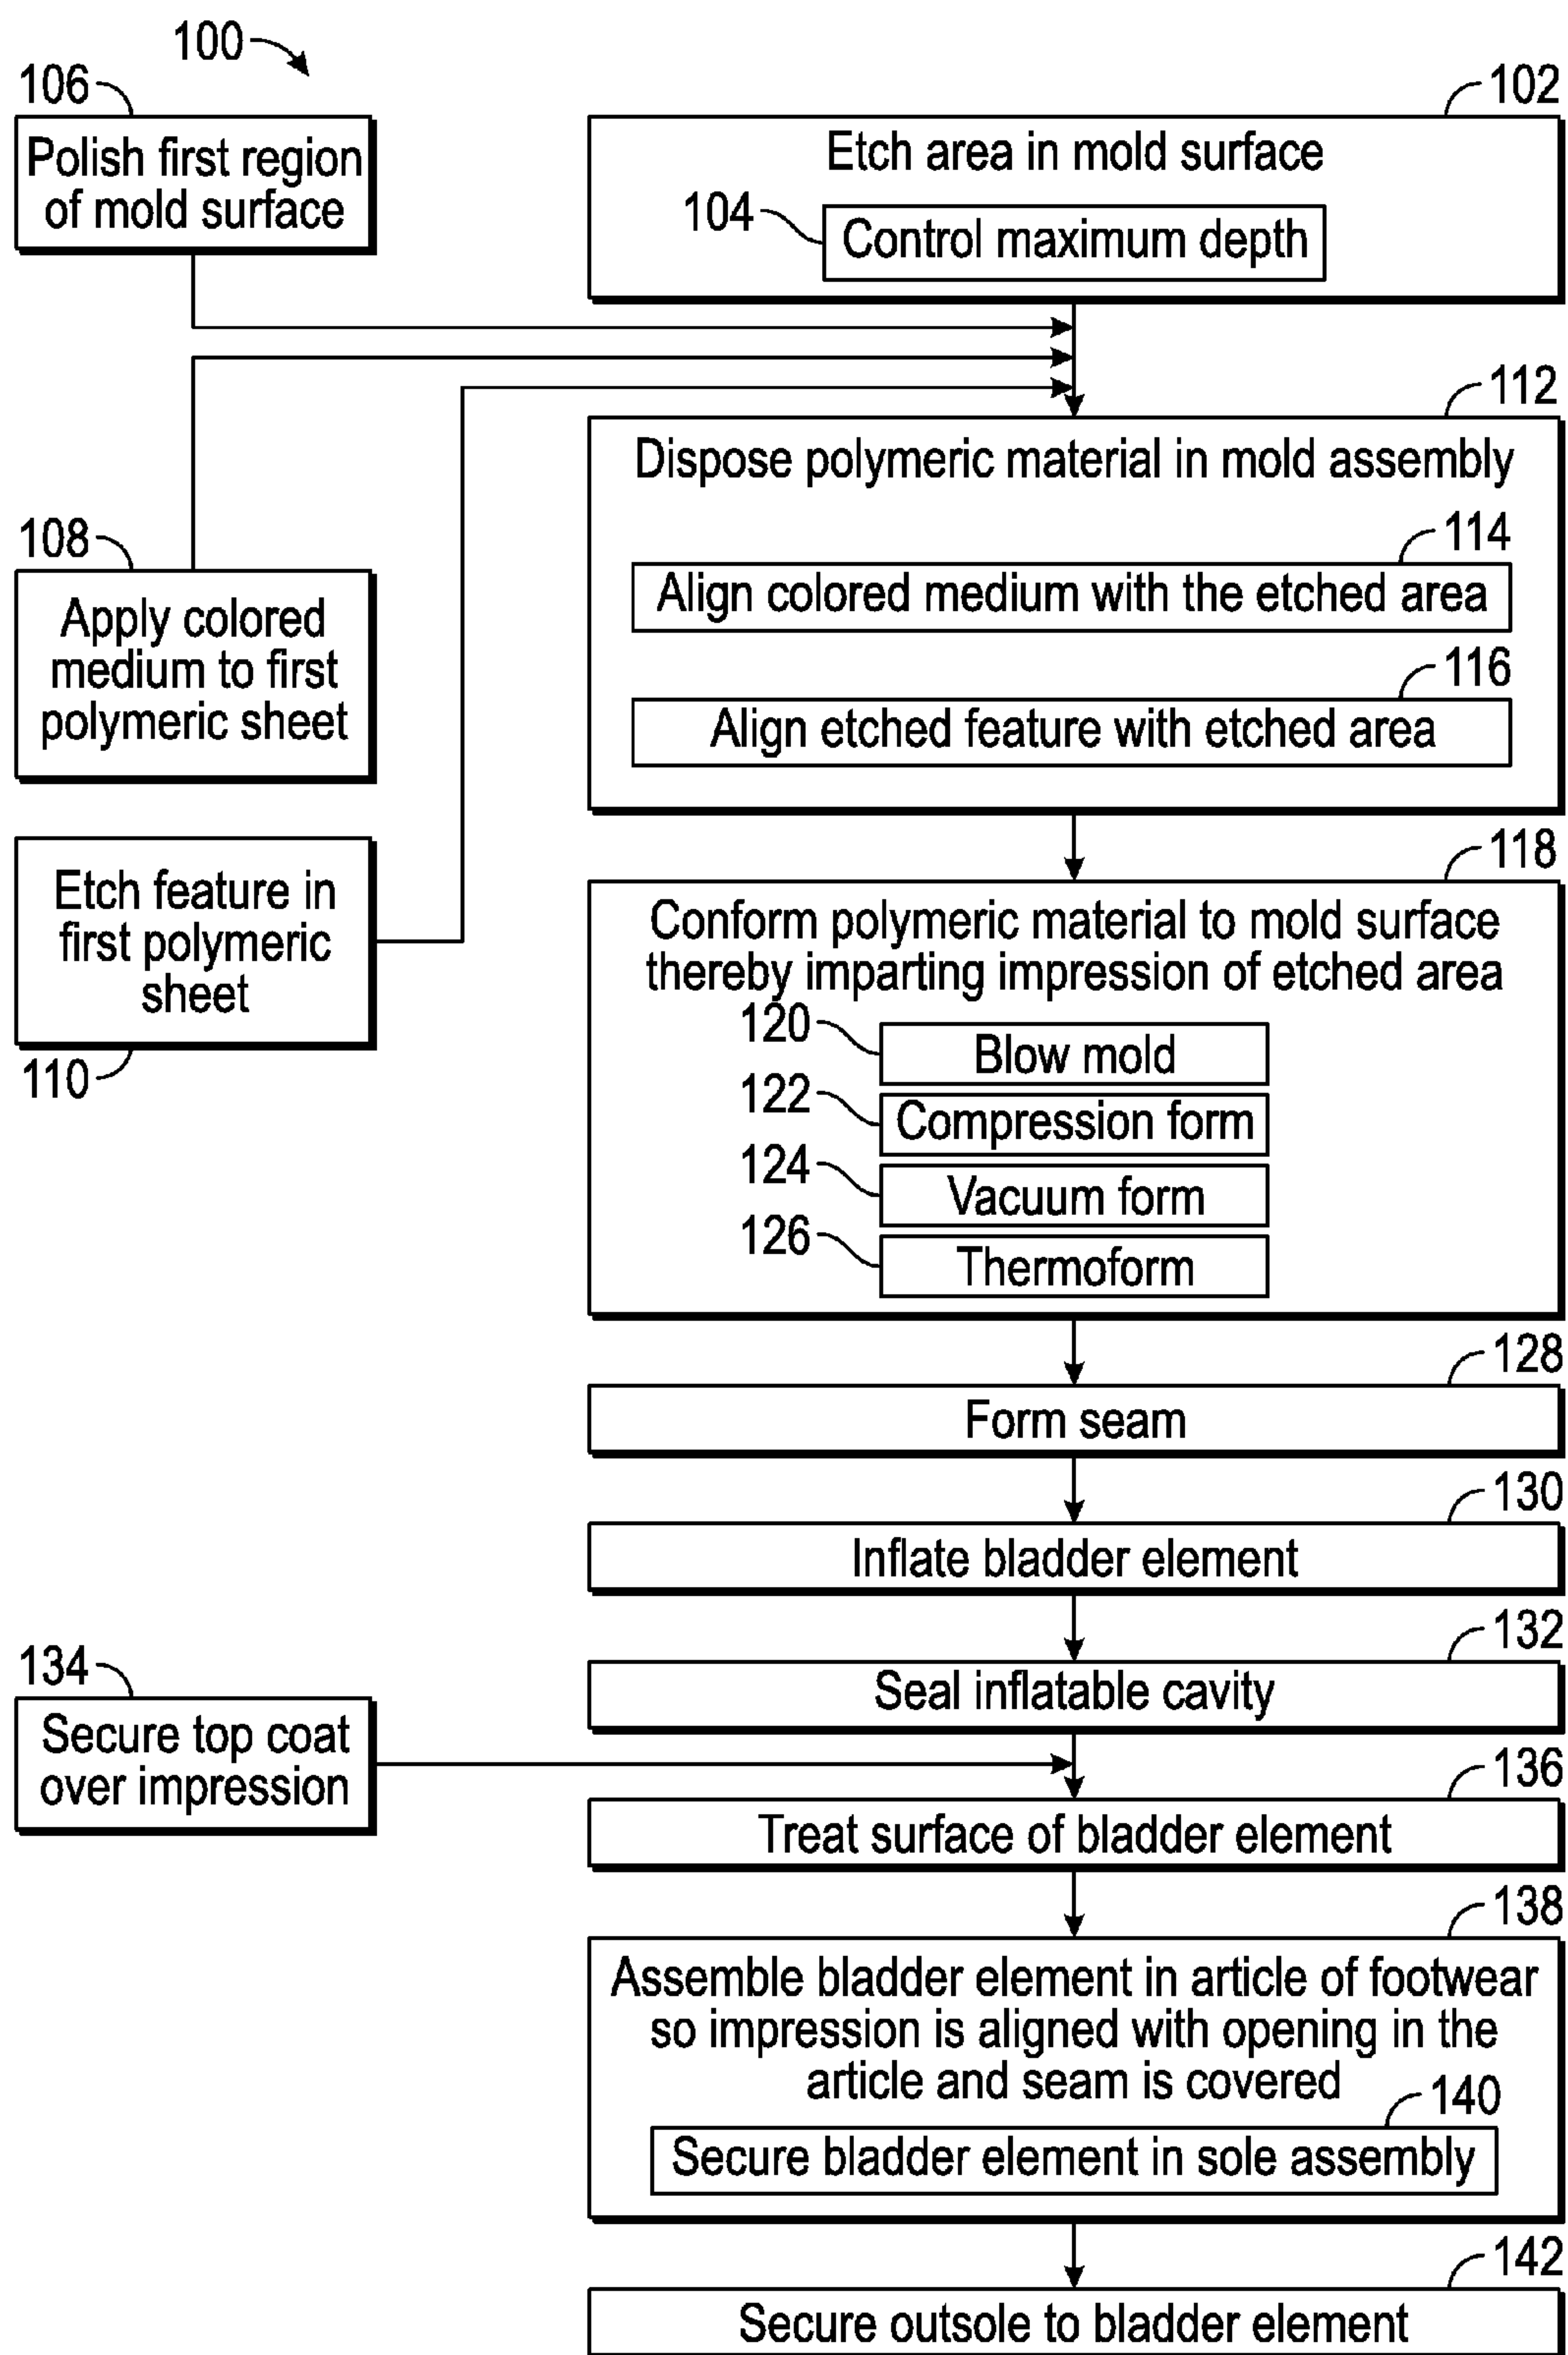 100
106
Polish first region
of mold surface
102
Etch area in mold surface
104
Control maximum depth
108
Apply colored
medium to first
polymeric sheet
Etch feature in
first polymeric
sheet
110
112
Dispose polymeric material in mold assembly
114
Align colored medium with the etched area
116
Align etched feature with etched area
118
Conform polymeric material to mold surface
thereby imparting impression of etched area
120
Blow mold
122
Compression form
124
Vacuum form
126
Thermoform
128
Form seam
130
Inflate bladder element
132
Seal inflatable cavity
134
Secure top coat
over impression
136
Treat surface of bladder element
138
Assemble bladder element in article of footwear
so impression is aligned with opening in the
article and seam is covered
140
Secure bladder element in sole assembly
142
Secure outsole to bladder element